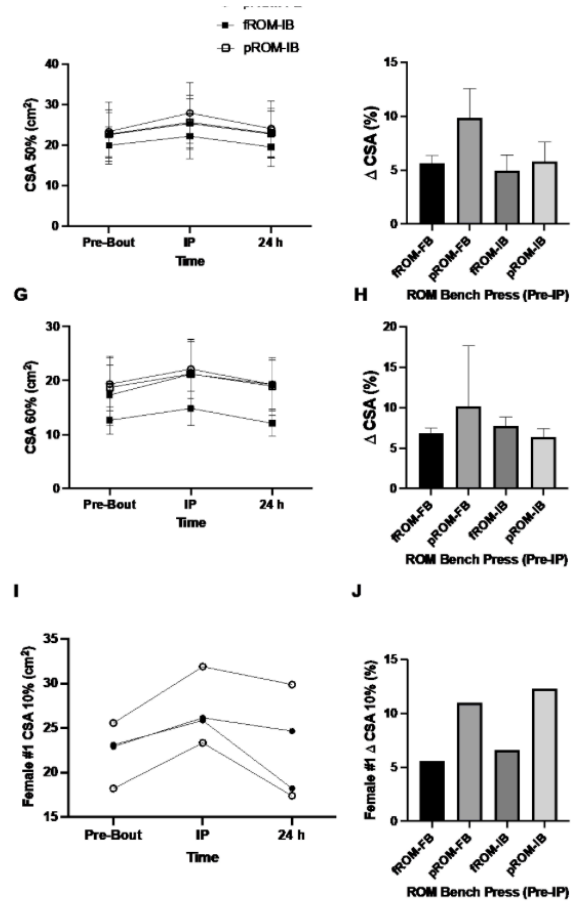 fROM-IB
pROM-IB
CSA 50% (cm²)
40
30
20
10
0
Pre-Bout IP 24 h
Time
Δ CSA (%)
15
10
5
0
fROM-FB pROM-FB fROM-IB pROM-IB
ROM Bench Press (Pre-IP)
G
CSA 60% (cm²)
30
20
10
0
Pre-Bout IP 24 h
Time
H
Δ CSA (%)
20
15
10
5
0
fROM-FB pROM-FB fROM-IB pROM-IB
ROM Bench Press (Pre-IP)
I
Female #1 CSA 10% (cm²)
35
30
25
20
15
Pre-Bout IP 24 h
Time
J
Female #1 Δ CSA 10% (%)
15
10
5
0
fROM-FB pROM-FB fROM-IB pROM-IB
ROM Bench Press (Pre-IP)